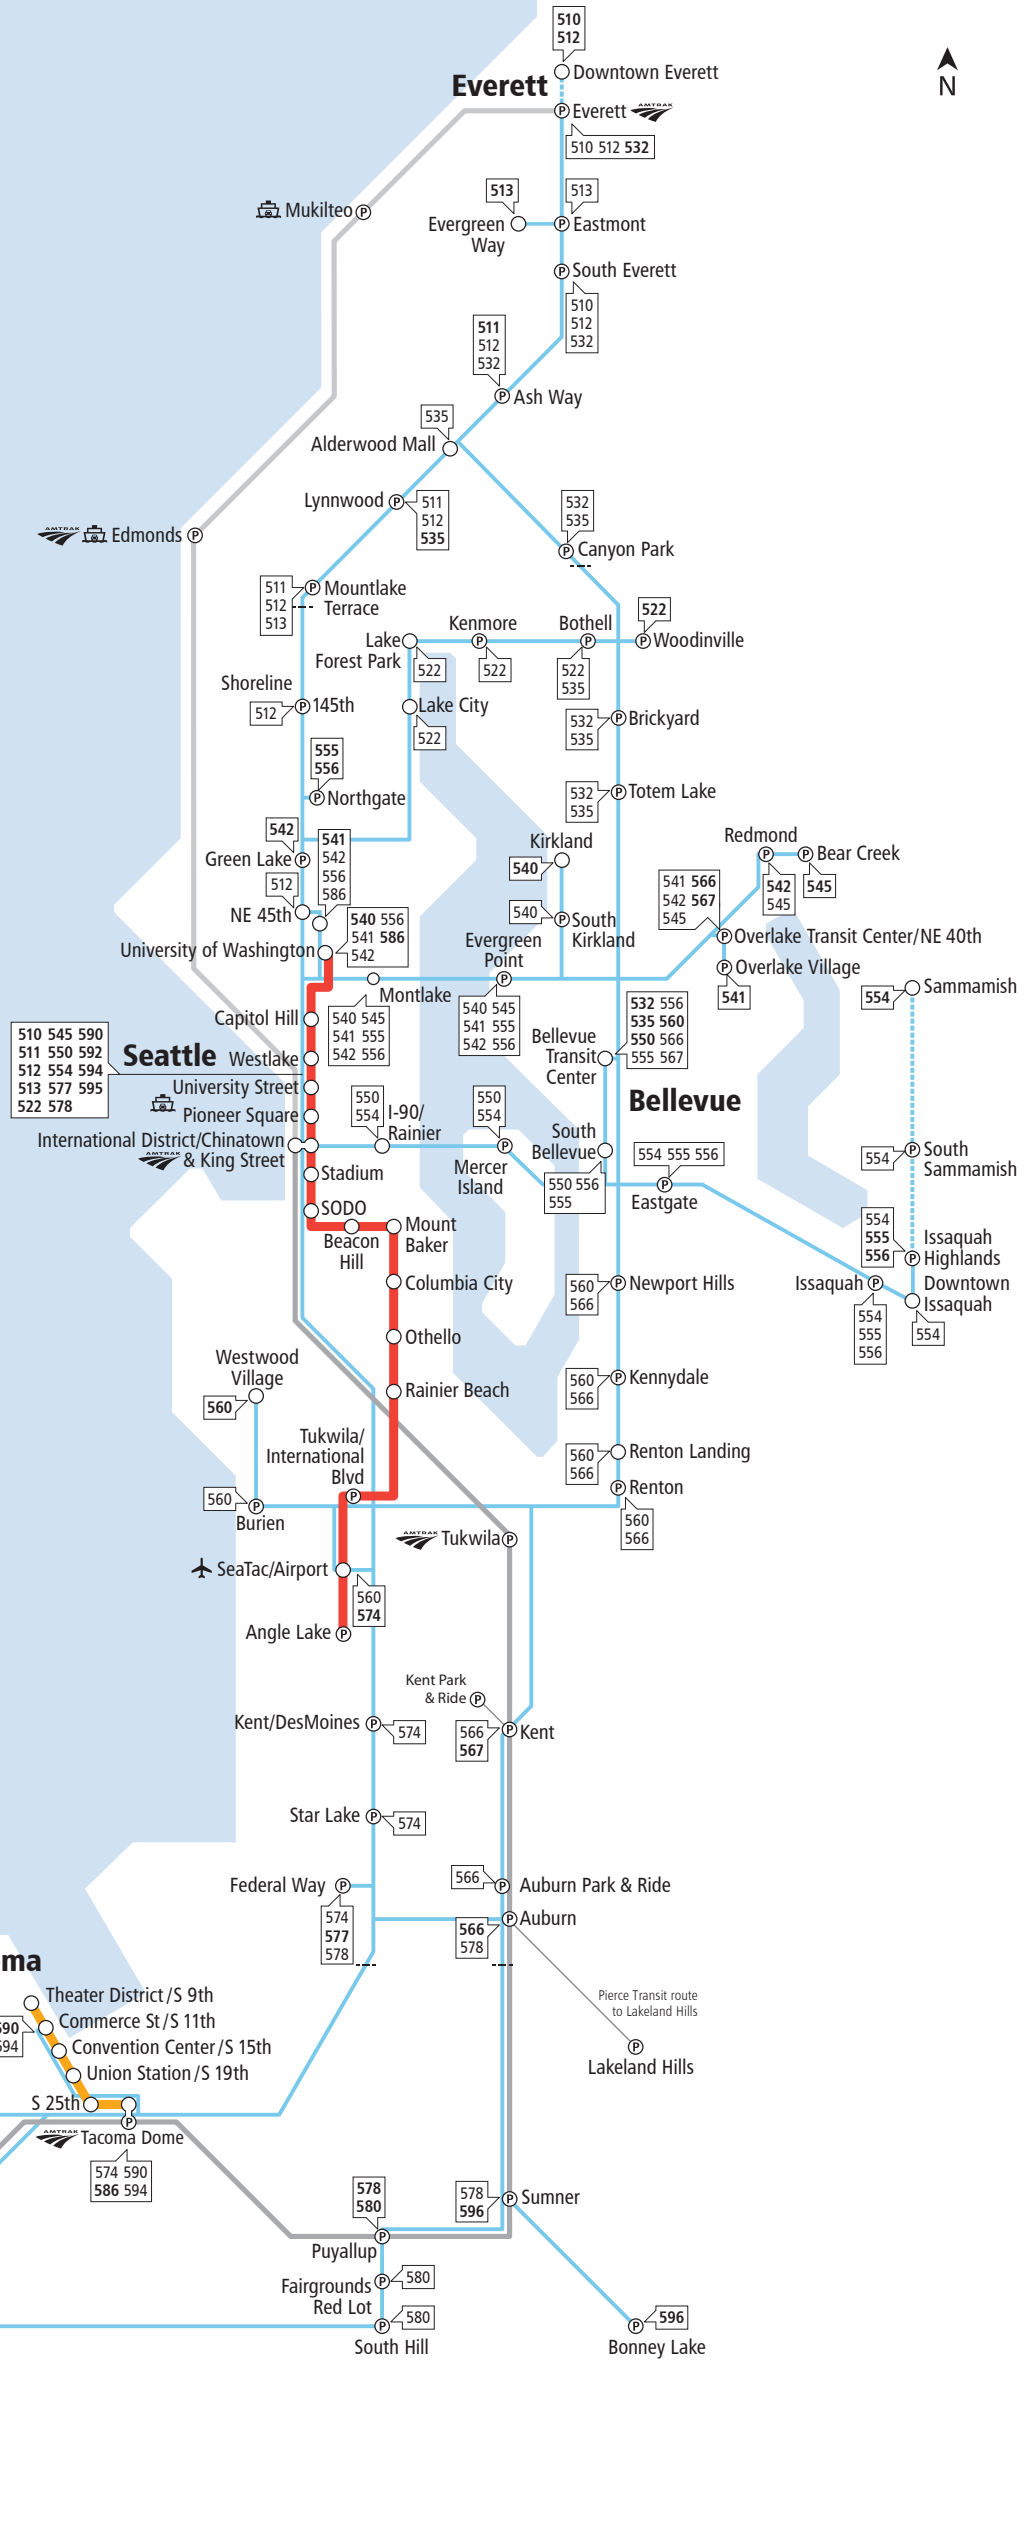 510
512
Downtown Everett
Everett
N
Everett
AMTRAK
510 512 532
513
513
Mukilteo
Evergreen
Way
Eastmont
South Everett
510
512
532
511
512
532
Ash Way
535
Alderwood Mall
Lynnwood
511
512
535
532
535
Canyon Park
AMTRAK
Edmonds
511
512
513
Mountlake
Terrace
522
Kenmore
Bothell
Lake
Forest Park
Woodinville
522
522
522
535
Shoreline
145th
512
Lake City
522
532
535
Brickyard
555
556
Northgate
532
535
Totem Lake
542
Green Lake
541
542
556
586
512
NE 45th
Kirkland
540
Redmond
Bear Creek
542
545
545
541 566
542 567
545
540
South
Kirkland
540 556
541 586
542
University of Washington
Evergreen
Point
Overlake Transit Center/NE 40th
Overlake Village
541
Montlake
540 545
541 555
542 556
540 545
541 555
542 556
554
Sammamish
Capitol Hill
532 556
535 560
550 566
555 567
510 545 590
511 550 592
512 554 594
513 577 595
522 578
Seattle
Westlake
University Street
Pioneer Square
Bellevue
Transit
Center
Bellevue
550
554
I-90/
Rainier
550
554
International District/Chinatown
& King Street
AMTRAK
Mercer
Island
South
Bellevue
554 555 556
550 556
555
Eastgate
554
South
Sammamish
Stadium
SODO
Beacon
Hill
Mount
Baker
554
555
556
Issaquah
Highlands
Columbia City
560
566
Newport Hills
Issaquah
Downtown
Issaquah
554
555
556
554
Othello
Westwood
Village
560
Rainier Beach
560
566
Kennydale
Tukwila/
International
Blvd
560
566
Renton Landing
Renton
560
566
560
Burien
AMTRAK
Tukwila
SeaTac/Airport
560
574
Angle Lake
Kent Park
& Ride
Kent/DesMoines
574
566
567
Kent
Star Lake
574
Federal Way
574
577
578
566
Auburn Park & Ride
566
578
Auburn
ma
Pierce Transit route
to Lakeland Hills
Lakeland Hills
Theater District/S 9th
590
594
Commerce St/S 11th
Convention Center/S 15th
Union Station/S 19th
S 25th
AMTRAK
Tacoma Dome
574 590
586 594
578
580
Puyallup
578
596
Sumner
Fairgrounds
Red Lot
580
580
South Hill
596
Bonney Lake